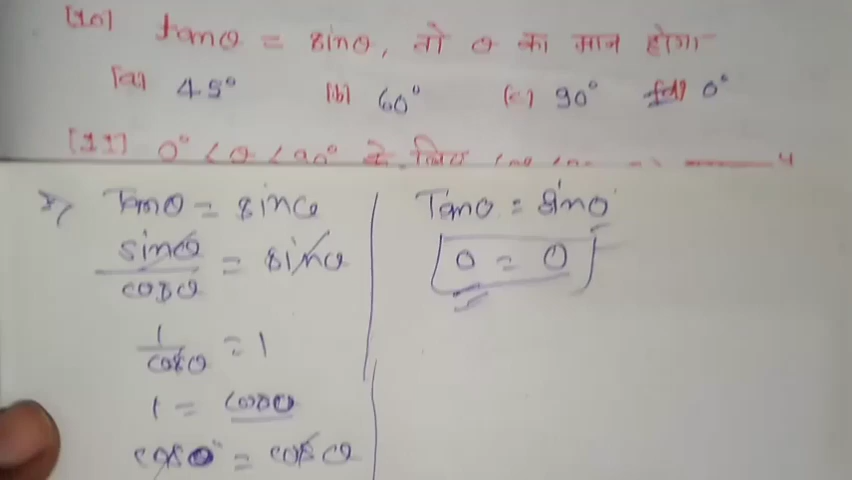 [10] tanθ = sinθ, तो θ का मान होगा
[a] 45° [b] 60° [c] 90° [d] 0°
[11] 0° < θ < 90° के लिए
Tanθ = sinθ
sinθ/cosθ = sinθ
1/cosθ = 1
1 = cosθ
cos0° = cosθ
Tanθ = sinθ
0 = 0